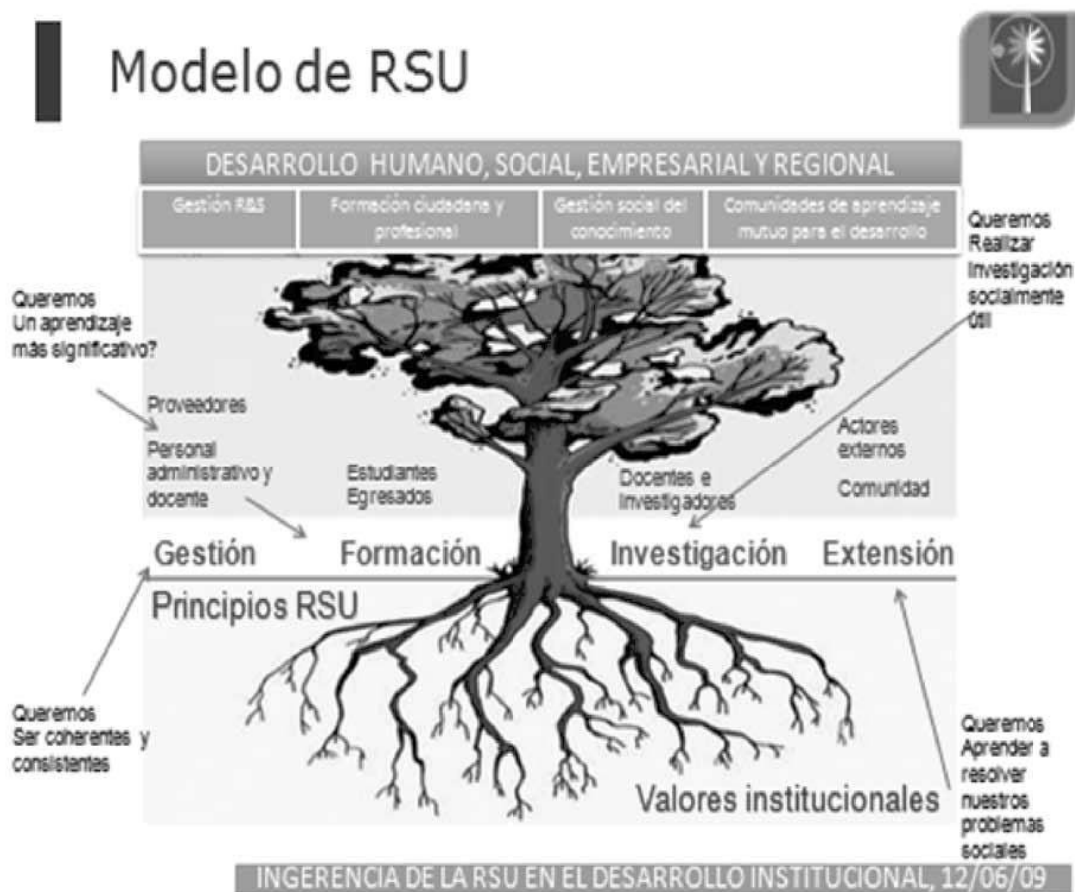 Modelo de RSU
DESARROLLO HUMANO, SOCIAL, EMPRESARIAL Y REGIONAL
Gestión R&S
Formación ciudadana y
profesional
Gestión social del
conocimiento
Comunidades de aprendizaje
mutuo para el desarrollo
Queremos
Realizar
Investigación
socialmente
útil
Queremos
Un aprendizaje
más significativo?
Proveedores
Personal
administrativo y
docente
Estudiantes
Egresados
Docentes e
Investigadores
Actores
externos
Comunidad
Gestión
Formación
Investigación
Extensión
Principios RSU
Queremos
Ser coherentes y
consistentes
Valores institucionales
Queremos
Aprender a
resolver
nuestros
problemas
sociales
INGERENCIA DE LA RSU EN EL DESARROLLO INSTITUCIONAL, 12/06/09